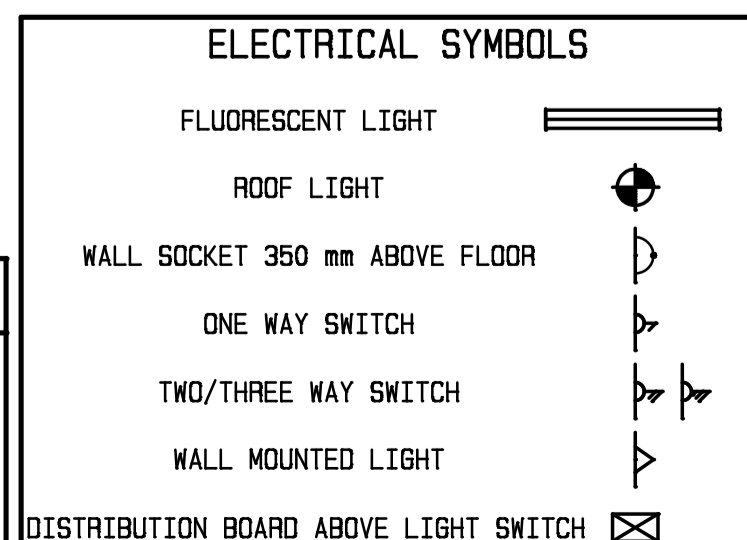 ELECTRICAL SYMBOLS
FLUORESCENT LIGHT
ROOF LIGHT
WALL SOCKET 350 mm ABOVE FLOOR
ONE WAY SWITCH
TWO/THREE WAY SWITCH
WALL MOUNTED LIGHT
DISTRIBUTION BOARD ABOVE LIGHT SWITCH